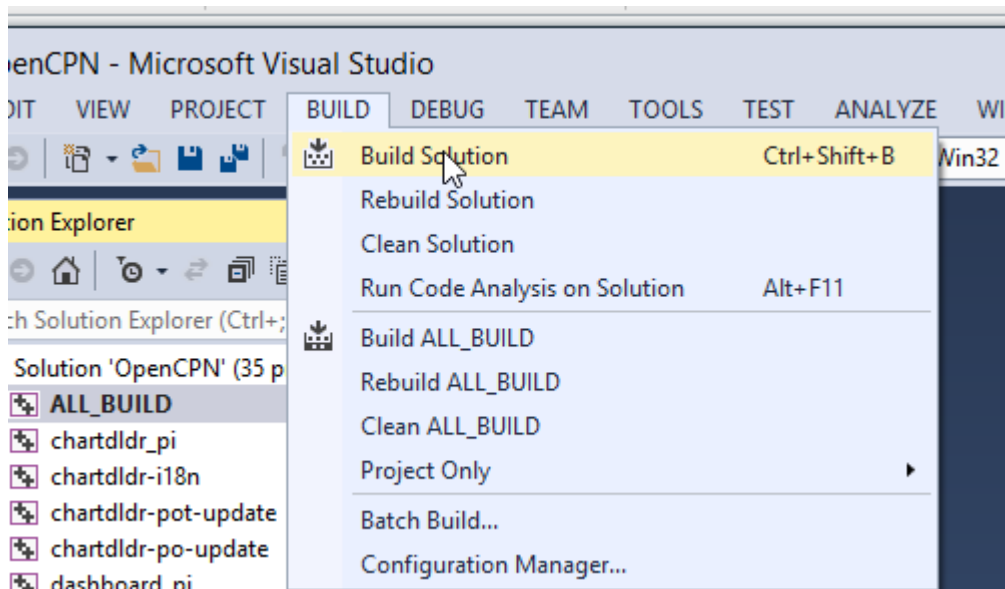 enCPN - Microsoft Visual Studio
DIT VIEW PROJECT BUILD DEBUG TEAM TOOLS TEST ANALYZE WI
Build Solution Ctrl+Shift+B
Win32
Rebuild Solution
tion Explorer
Clean Solution
Run Code Analysis on Solution Alt+F11
ch Solution Explorer (Ctrl+;
Build ALL_BUILD
Solution 'OpenCPN' (35 p
Rebuild ALL_BUILD
ALL_BUILD
Clean ALL_BUILD
chartdldr_pi
Project Only
chartdldr-i18n
chartdldr-pot-update
Batch Build...
chartdldr-po-update
Configuration Manager...
dashboard_pi